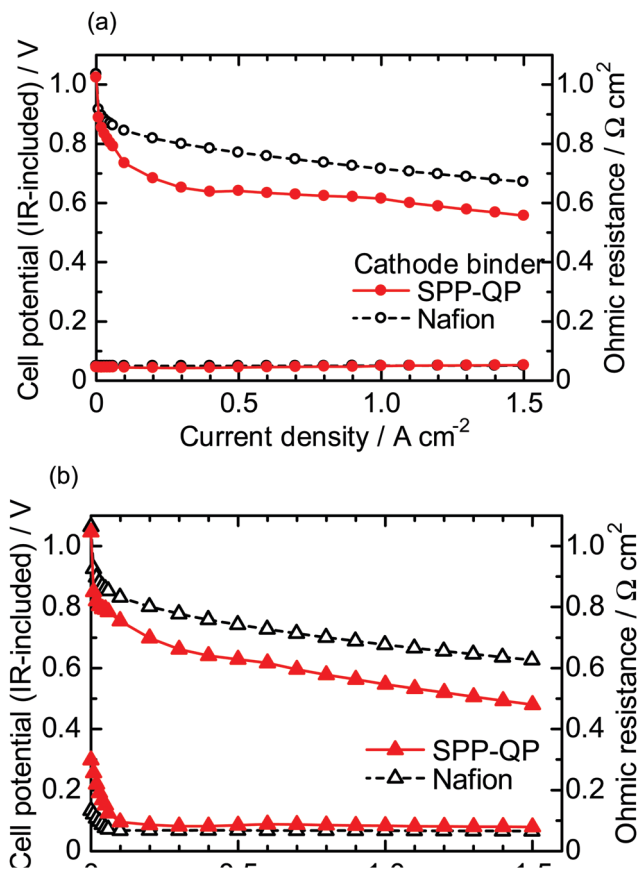 (a)
Cell potential (IR-included) / V
1.0
0.8
0.6
0.4
0.2
0
1.0
0.8
0.6
0.4
0.2
0
Ohmic resistance / Ω cm²
Cathode binder
SPP-QP
Nafion
0 0.5 1.0 1.5
Current density / A cm⁻²
(b)
Cell potential (IR-included) / V
1.0
0.8
0.6
0.4
0.2
0
1.0
0.8
0.6
0.4
0.2
0
Ohmic resistance / Ω cm²
SPP-QP
Nafion